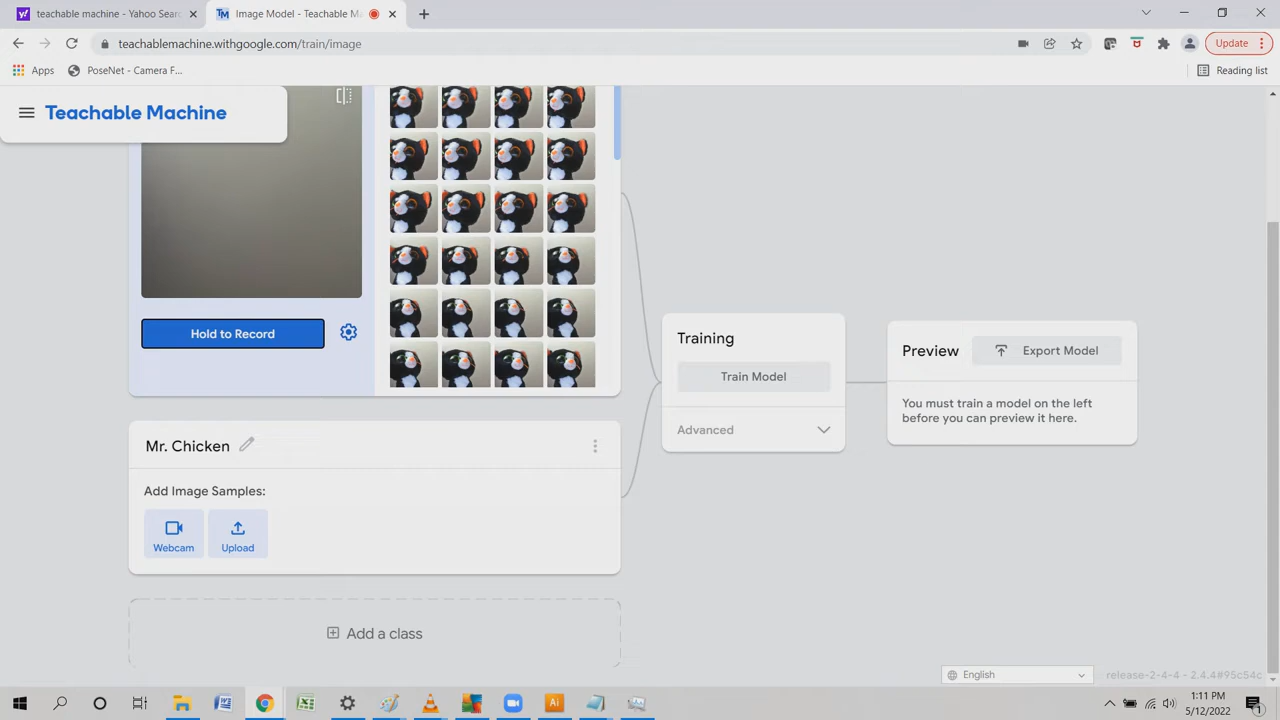 teachable machine - Yahoo Sear
Image Model - Teachable M
teachablemachine.withgoogle.com/train/image
Update
Apps
PoseNet - Camera F...
Reading list
Teachable Machine
Hold to Record
Training
Train Model
Advanced
Preview
Export Model
You must train a model on the left
before you can preview it here.
Mr. Chicken
Add Image Samples:
Webcam
Upload
Add a class
English
release-2-4-4 - 2.4.4#95c54c
1:11 PM
5/12/2022